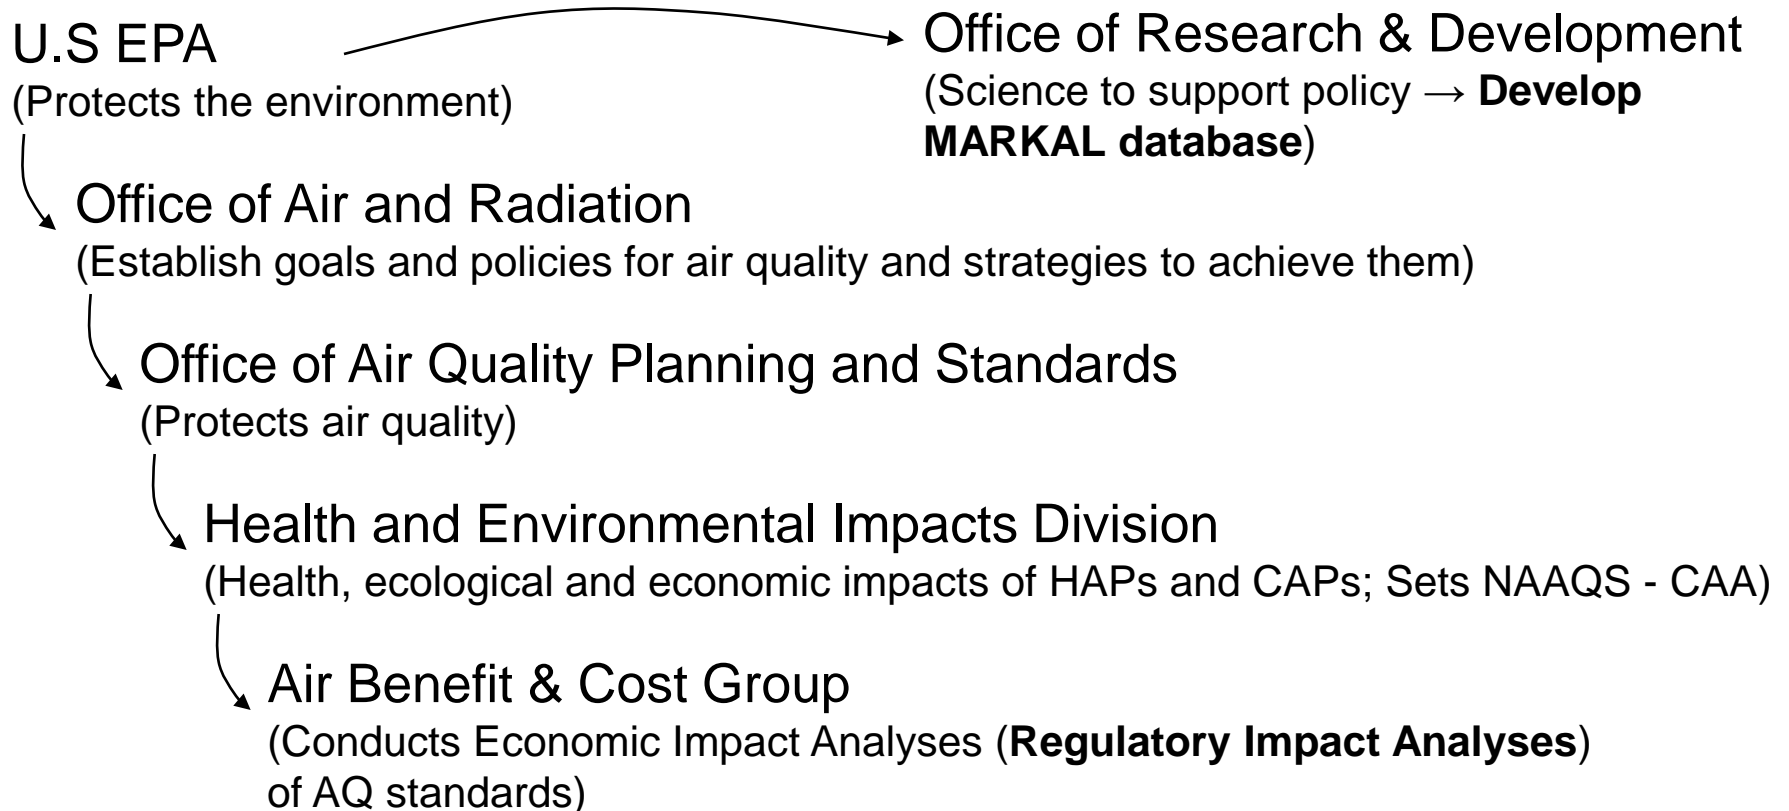 U.S EPA
(Protects the environment)
Office of Research & Development
(Science to support policy → Develop
MARKAL database)
Office of Air and Radiation
(Establish goals and policies for air quality and strategies to achieve them)
Office of Air Quality Planning and Standards
(Protects air quality)
Health and Environmental Impacts Division
(Health, ecological and economic impacts of HAPs and CAPs; Sets NAAQS - CAA)
Air Benefit & Cost Group
(Conducts Economic Impact Analyses (Regulatory Impact Analyses)
of AQ standards)